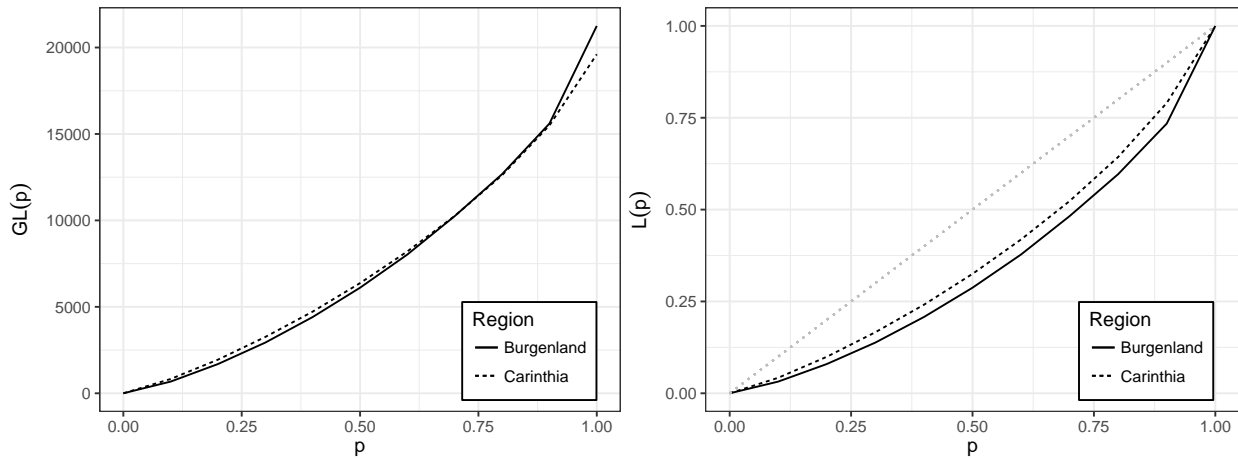 GL(p)
20000
15000
10000
5000
0
0.00 0.25 0.50 0.75 1.00
p
Region
Burgenland
Carinthia
L(p)
1.00
0.75
0.50
0.25
0.00
0.00 0.25 0.50 0.75 1.00
p
Region
Burgenland
Carinthia